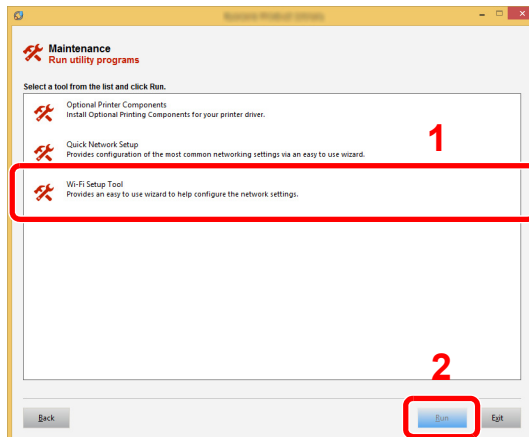 Maintenance
Run utility programs
Select a tool from the list and click Run.
Optional Printer Components
Install Optional Printing Components for your printer driver.
1
Quick Network Setup
Provides configuration of the most common networking settings via an easy to use wizard.
Wi-Fi Setup Tool
Provides an easy to use wizard to help configure the network settings.
2
Back
Run
Exit